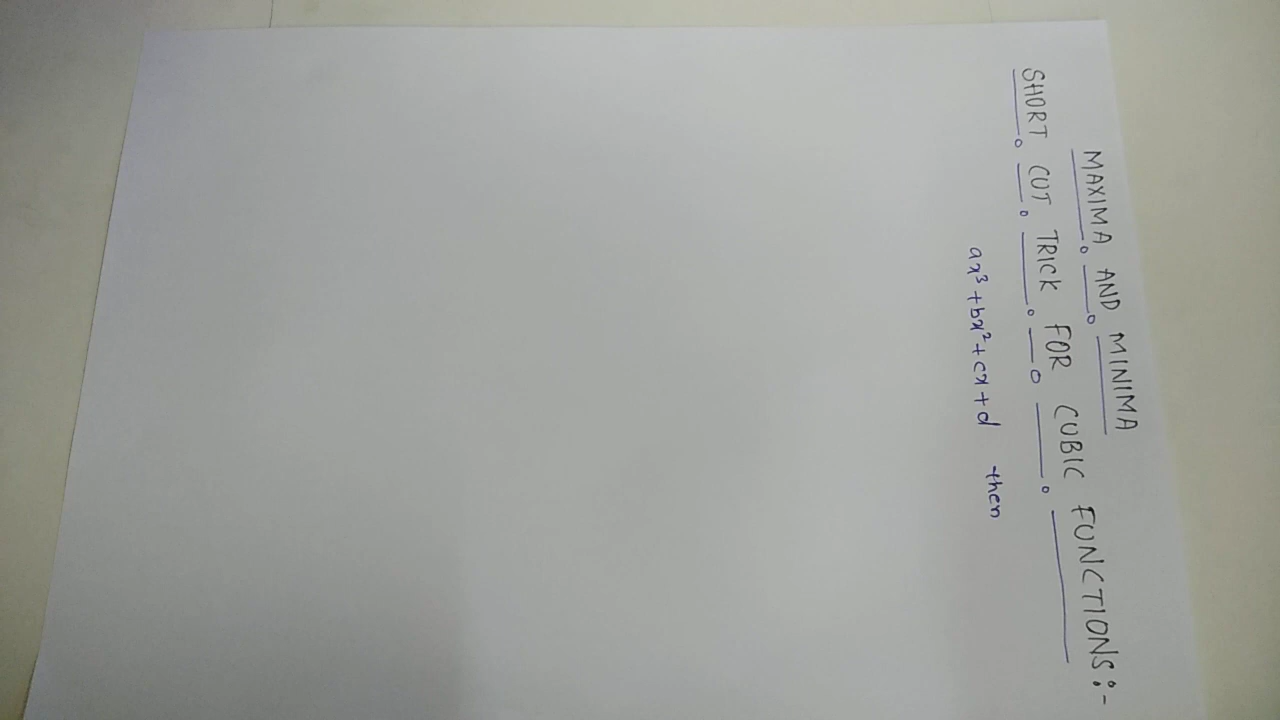 MAXIMA AND MINIMA
SHORT CUT TRICK FOR CUBIC FUNCTIONS:-
ax³+bx²+cx+d then